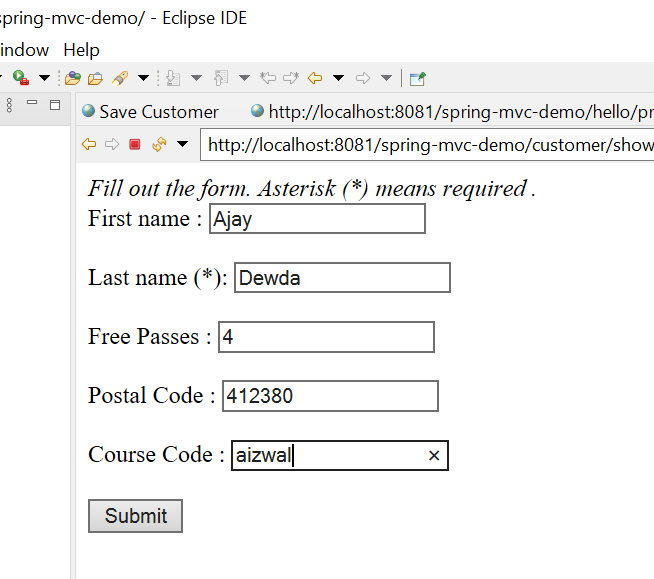 spring-mvc-demo/ - Eclipse IDE
indow Help
Save Customer http://localhost:8081/spring-mvc-demo/hello/pr
http://localhost:8081/spring-mvc-demo/customer/show
Fill out the form. Asterisk (*) means required .
First name : Ajay
Last name (*): Dewda
Free Passes : 4
Postal Code : 412380
Course Code : aizwal
Submit